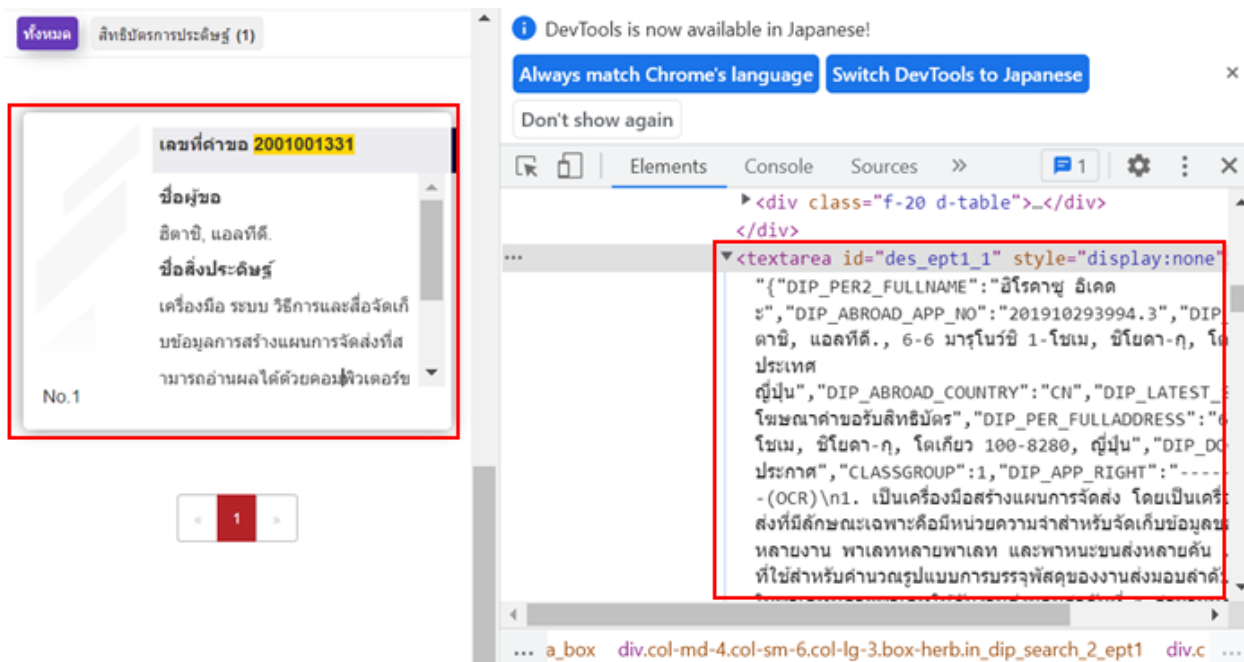 ทั้งหมด สิทธิบัตรการประดิษฐ์ (1)
เลขที่คำขอ 2001001331
ชื่อผู้ขอ
ฮิตาชิ, แอลทีดี.
ชื่อสิ่งประดิษฐ์
เครื่องมือ ระบบ วิธีการและสื่อจัดเก็
บข้อมูลการสร้างแผนการจัดส่งที่ส
ามารถอ่านผลได้ด้วยคอมพิวเตอร์ข
No.1
« 1 »
DevTools is now available in Japanese!
Always match Chrome's language Switch DevTools to Japanese
Don't show again
Elements Console Sources » 1
<div class="f-20 d-table">…</div>
</div>
<textarea id="des_ept1_1" style="display:none"
"{"DIP_PER2_FULLNAME":"ฮิโรคาซู อิเคด
ะ","DIP_ABROAD_APP_NO":"201910293994.3","DIP_
ตาชิ, แอลทีดี., 6-6 มารุโนว์ชิ 1-โชเม, ชิโยดา-กุ, โต
ประเทศ
ญี่ปุ่น","DIP_ABROAD_COUNTRY":"CN","DIP_LATEST_S
โฆษณาคำขอรับสิทธิบัตร","DIP_PER_FULLADDRESS":"6
โชเม, ชิโยดา-กุ, โตเกียว 100-8280, ญี่ปุ่น","DIP_DO
ประกาศ","CLASSGROUP":1,"DIP_APP_RIGHT":"-----
-(OCR)\n1. เป็นเครื่องมือสร้างแผนการจัดส่ง โดยเป็นเครื่
ส่งที่มีลักษณะเฉพาะคือมีหน่วยความจำสำหรับจัดเก็บข้อมูลขอ
หลายงาน พาเลทหลายพาเลท และพาหนะขนส่งหลายคัน
ที่ใช้สำหรับคำนวณรูปแบบการบรรจุพัสดุของงานส่งมอบลำดับ
... a_box div.col-md-4.col-sm-6.col-lg-3.box-herb.in_dip_search_2_ept1 div.c ...